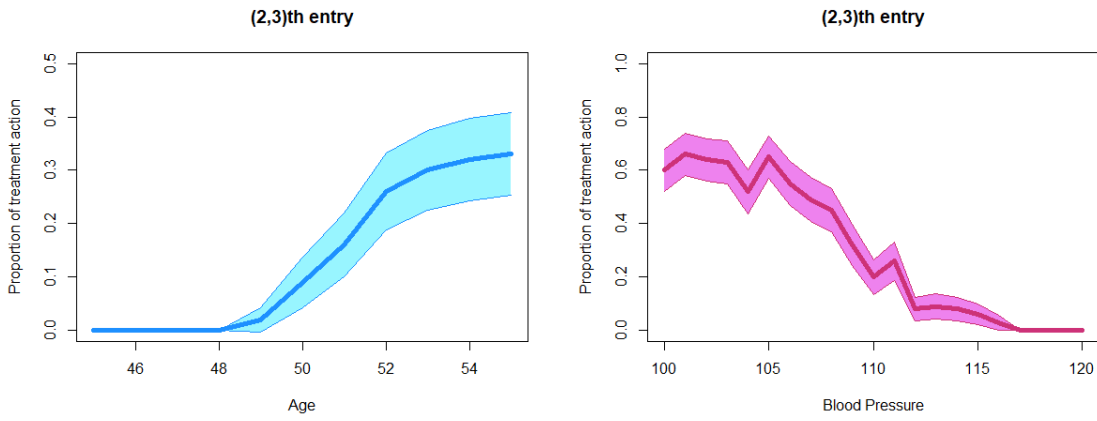 (2,3)th entry
Proportion of treatment action
0.5
0.4
0.3
0.2
0.1
0.0
46 48 50 52 54
Age
(2,3)th entry
Proportion of treatment action
1.0
0.8
0.6
0.4
0.2
0.0
100 105 110 115 120
Blood Pressure